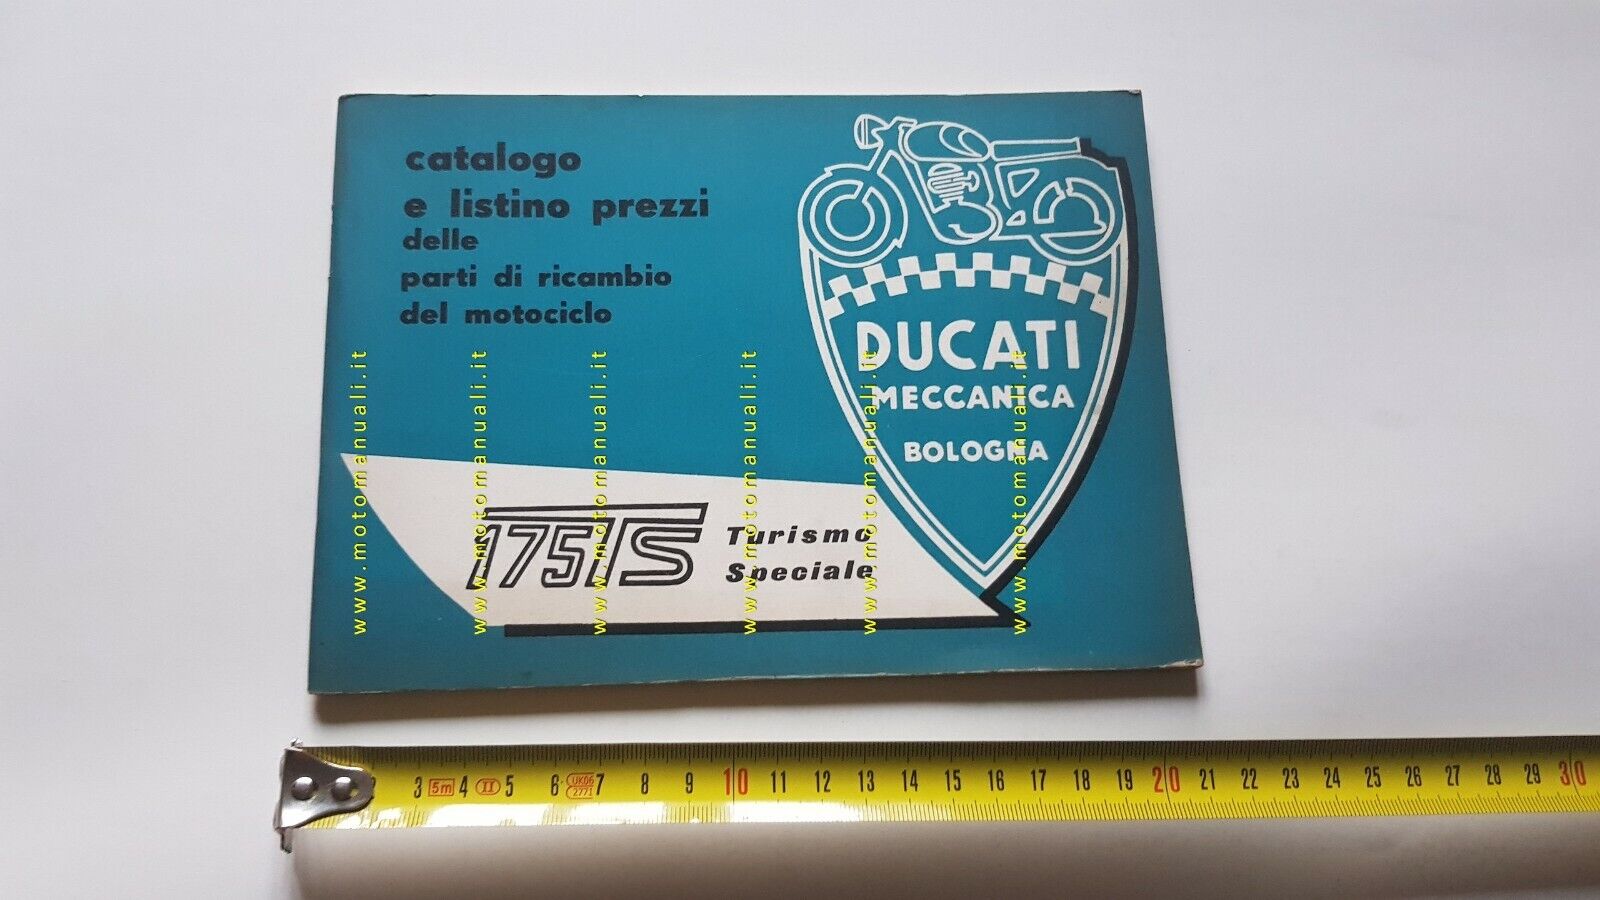 catalogo
e listino prezzi
delle
parti di ricambio
del motociclo
DUCATI
MECCANICA
BOLOGNA
175TS Turismo
Speciale
www.motomanuali.it
www.motomanuali.it
www.motomanuali.it
www.motomanuali.it
www.motomanuali.it
www.motomanuali.it
3 5m 4 II 5 6 UK06 2771 7 8 9 10 11 12 13 14 15 16 17 18 19 20 21 22 23 24 25 26 27 28 29 30